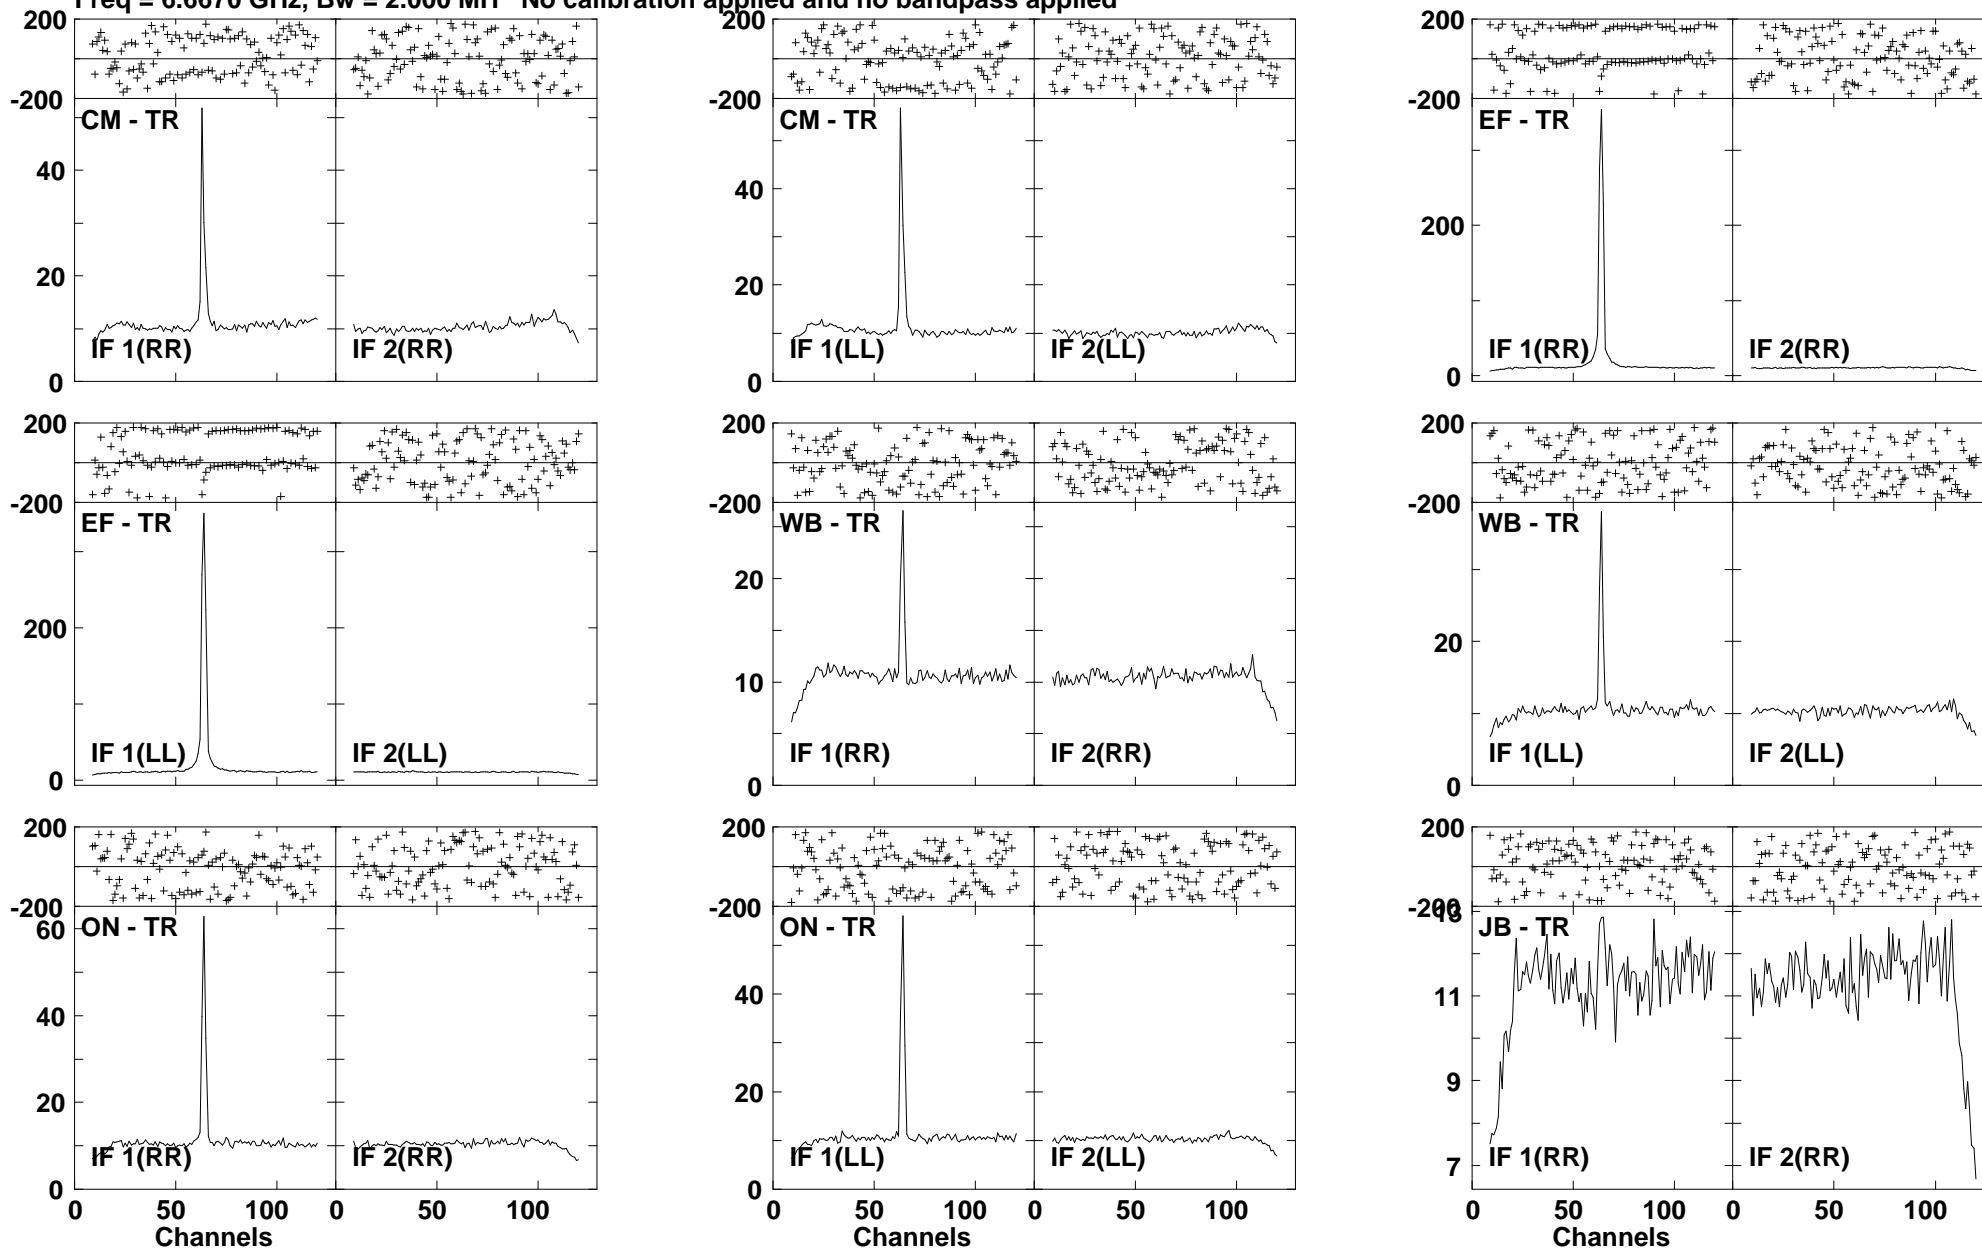 Freq = 6.6670 GHz, Bw = 2.000 MH No calibration applied and no bandpass applied
200
-200
CM - TR
40
20
0
IF 1(RR)
IF 2(RR)
200
-200
CM - TR
40
20
0
IF 1(LL)
IF 2(LL)
200
-200
EF - TR
200
0
IF 1(RR)
IF 2(RR)
200
-200
EF - TR
200
0
IF 1(LL)
IF 2(LL)
200
-200
WB - TR
20
10
0
IF 1(RR)
IF 2(RR)
200
-200
WB - TR
20
0
IF 1(LL)
IF 2(LL)
200
-200
ON - TR
60
40
20
0
IF 1(RR)
IF 2(RR)
0 50 100 0 50 100
Channels
200
-200
ON - TR
40
20
0
IF 1(LL)
IF 2(LL)
0 50 100 0 50 100
Channels
200
-200
13
JB - TR
11
9
7
IF 1(RR)
IF 2(RR)
0 50 100 0 50 100
Channels